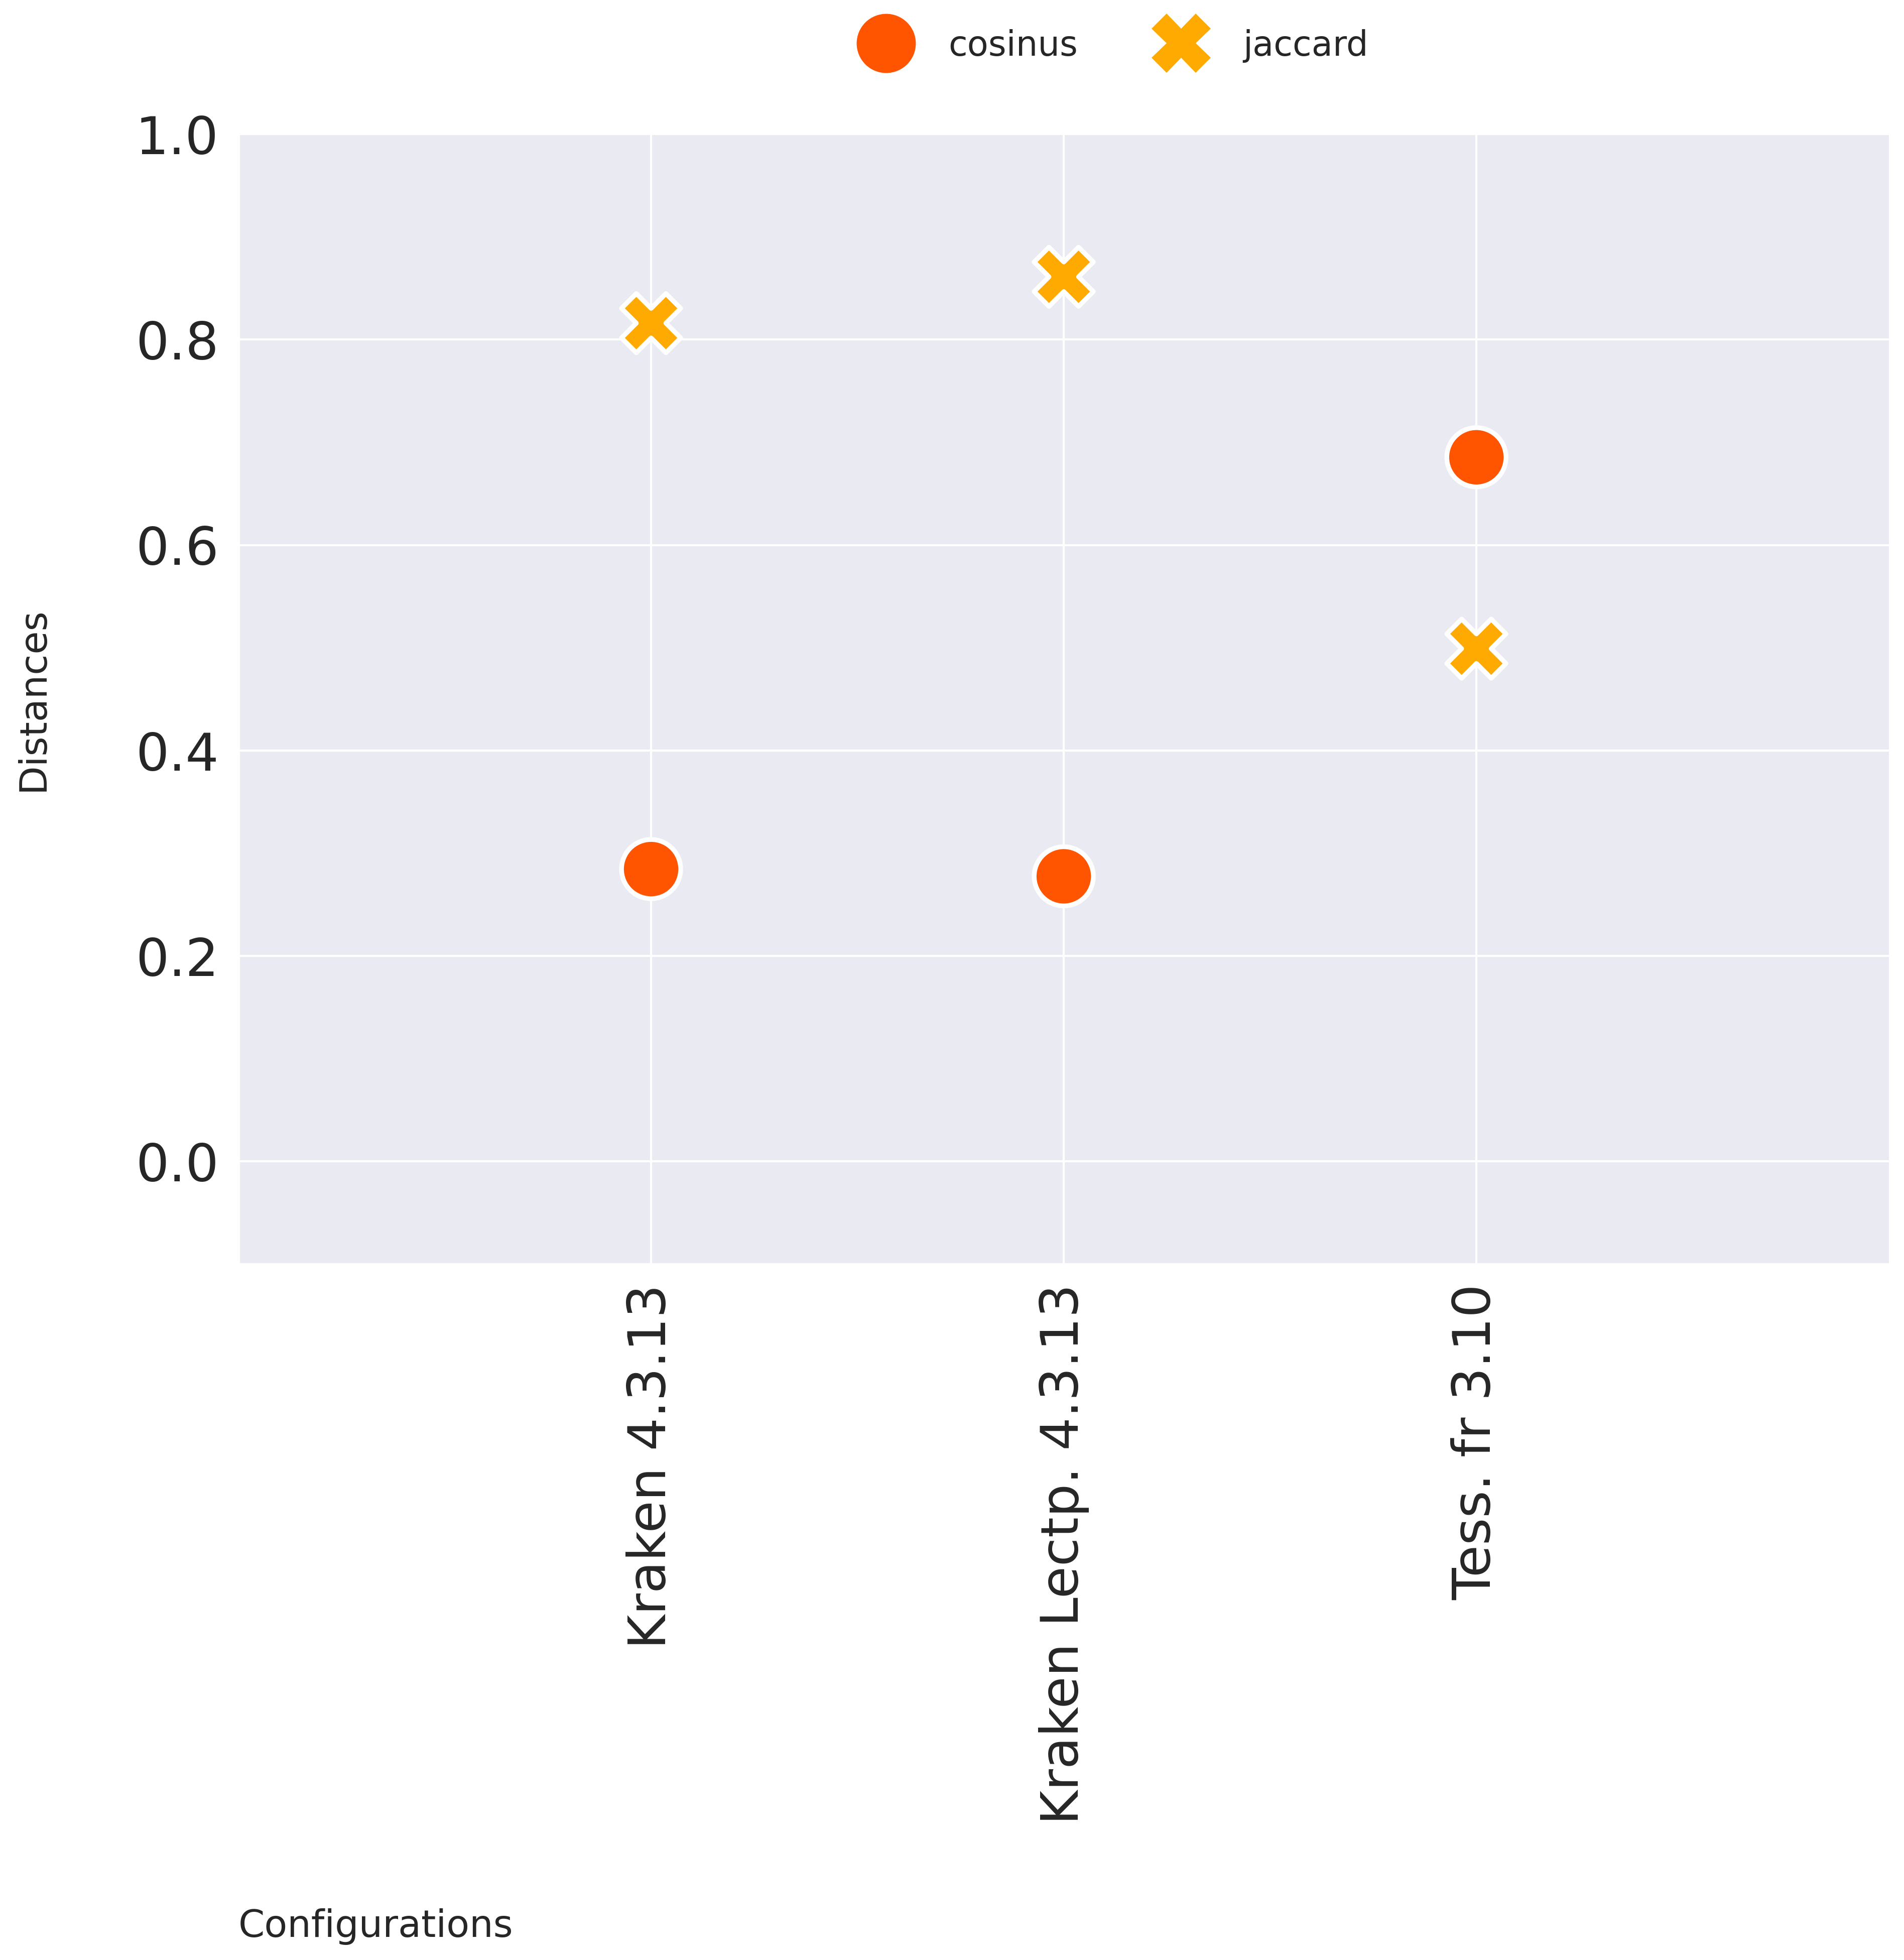 cosinus jaccard
1.0
0.8
0.6
0.4
0.2
0.0
Distances
Kraken 4.3.13
Kraken Lectp. 4.3.13
Tess. fr 3.10
Configurations